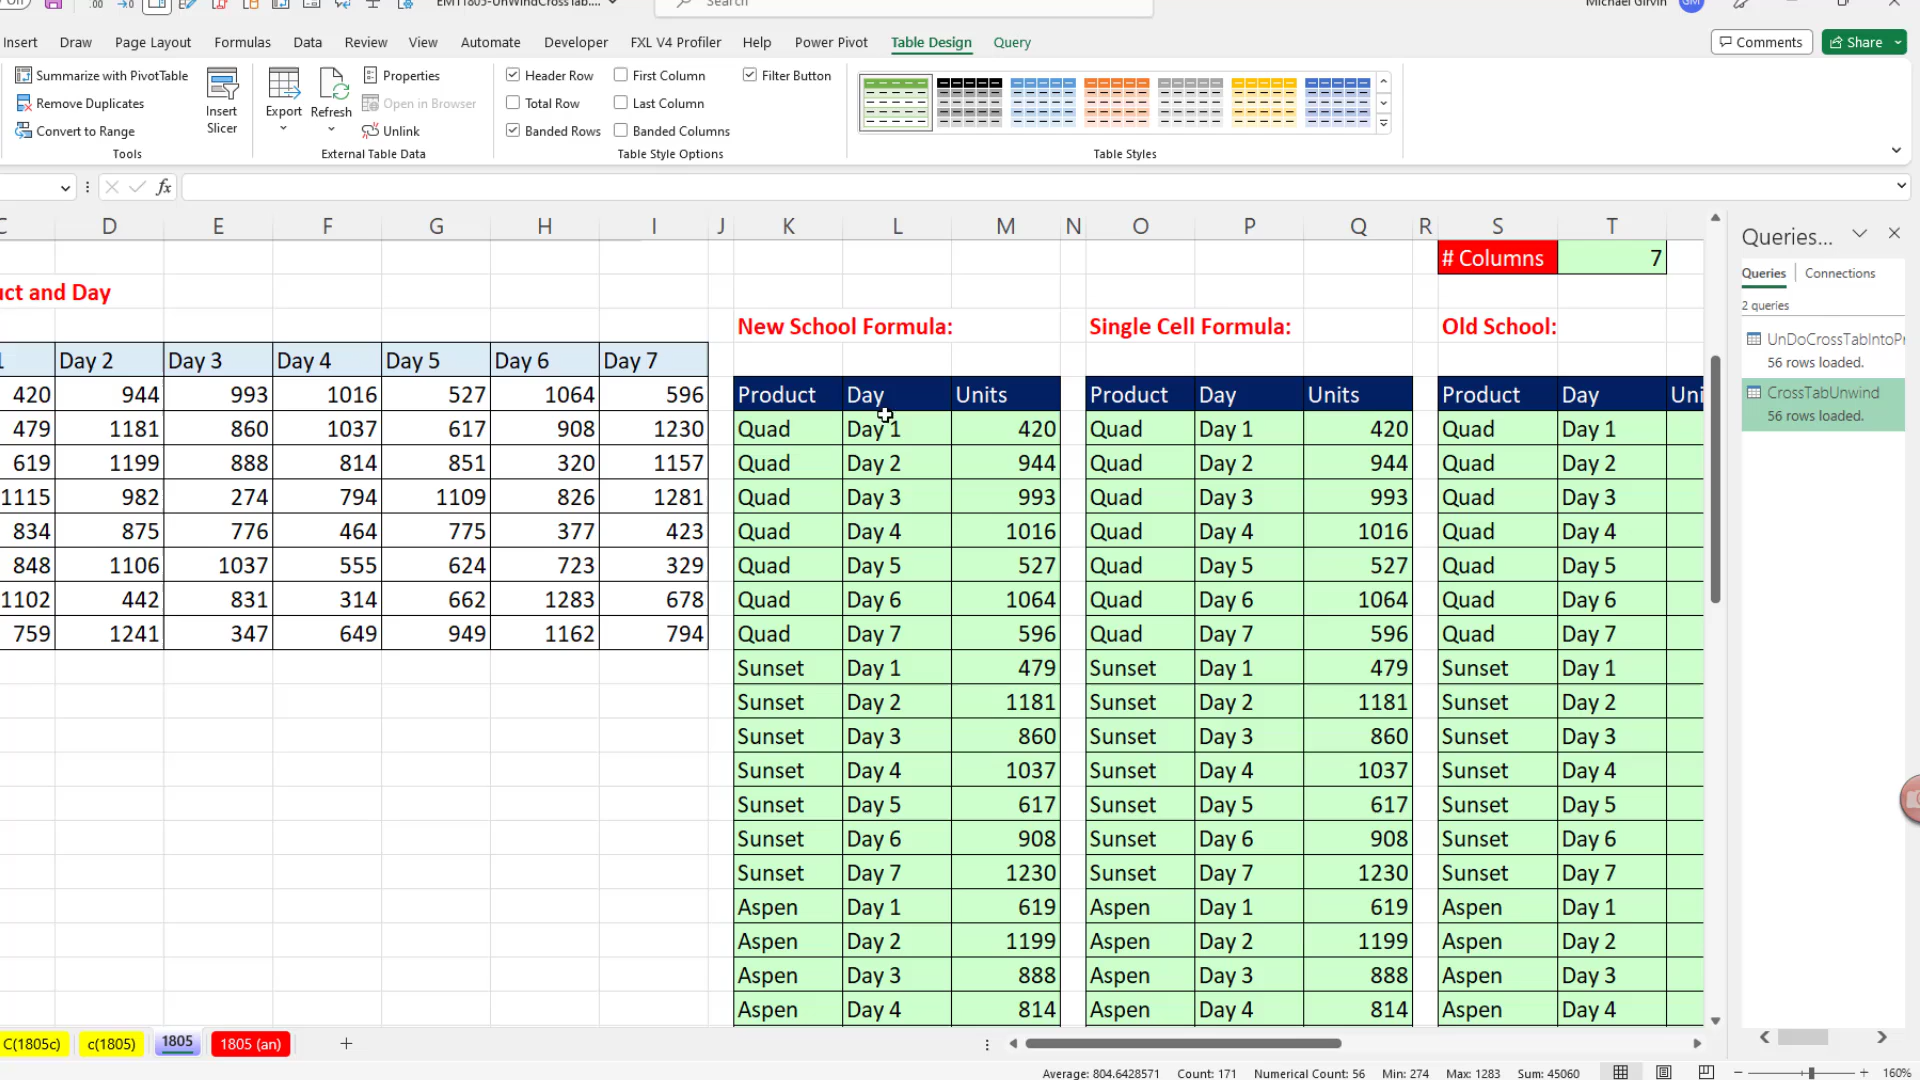 EMT1805-UnWindCrossTab....
Search
Michael Girvin
GM
Insert Draw Page Layout Formulas Data Review View Automate Developer FXL V4 Profiler Help Power Pivot Table Design Query
Comments Share
Summarize with PivotTable
Remove Duplicates
Convert to Range
Tools
Insert Slicer
Export Refresh
Properties
Open in Browser
Unlink
External Table Data
Header Row First Column Filter Button
Total Row Last Column
Banded Rows Banded Columns
Table Style Options
Table Styles
fx
C D E F G H I J K L M N O P Q R S T
# Columns 7
uct and Day
New School Formula: Single Cell Formula: Old School:
1 Day 2 Day 3 Day 4 Day 5 Day 6 Day 7
420 944 993 1016 527 1064 596 Product Day Units Product Day Units Product Day Uni
479 1181 860 1037 617 908 1230 Quad Day 1 420 Quad Day 1 420 Quad Day 1
619 1199 888 814 851 320 1157 Quad Day 2 944 Quad Day 2 944 Quad Day 2
1115 982 274 794 1109 826 1281 Quad Day 3 993 Quad Day 3 993 Quad Day 3
834 875 776 464 775 377 423 Quad Day 4 1016 Quad Day 4 1016 Quad Day 4
848 1106 1037 555 624 723 329 Quad Day 5 527 Quad Day 5 527 Quad Day 5
1102 442 831 314 662 1283 678 Quad Day 6 1064 Quad Day 6 1064 Quad Day 6
759 1241 347 649 949 1162 794 Quad Day 7 596 Quad Day 7 596 Quad Day 7
Sunset Day 1 479 Sunset Day 1 479 Sunset Day 1
Sunset Day 2 1181 Sunset Day 2 1181 Sunset Day 2
Sunset Day 3 860 Sunset Day 3 860 Sunset Day 3
Sunset Day 4 1037 Sunset Day 4 1037 Sunset Day 4
Sunset Day 5 617 Sunset Day 5 617 Sunset Day 5
Sunset Day 6 908 Sunset Day 6 908 Sunset Day 6
Sunset Day 7 1230 Sunset Day 7 1230 Sunset Day 7
Aspen Day 1 619 Aspen Day 1 619 Aspen Day 1
Aspen Day 2 1199 Aspen Day 2 1199 Aspen Day 2
Aspen Day 3 888 Aspen Day 3 888 Aspen Day 3
Aspen Day 4 814 Aspen Day 4 814 Aspen Day 4
Queries...
Queries Connections
2 queries
UnDoCrossTabIntoPr
56 rows loaded.
CrossTabUnwind
56 rows loaded.
C(1805c) c(1805) 1805 1805 (an)
Average: 804.6428571 Count: 171 Numerical Count: 56 Min: 274 Max: 1283 Sum: 45060 160%